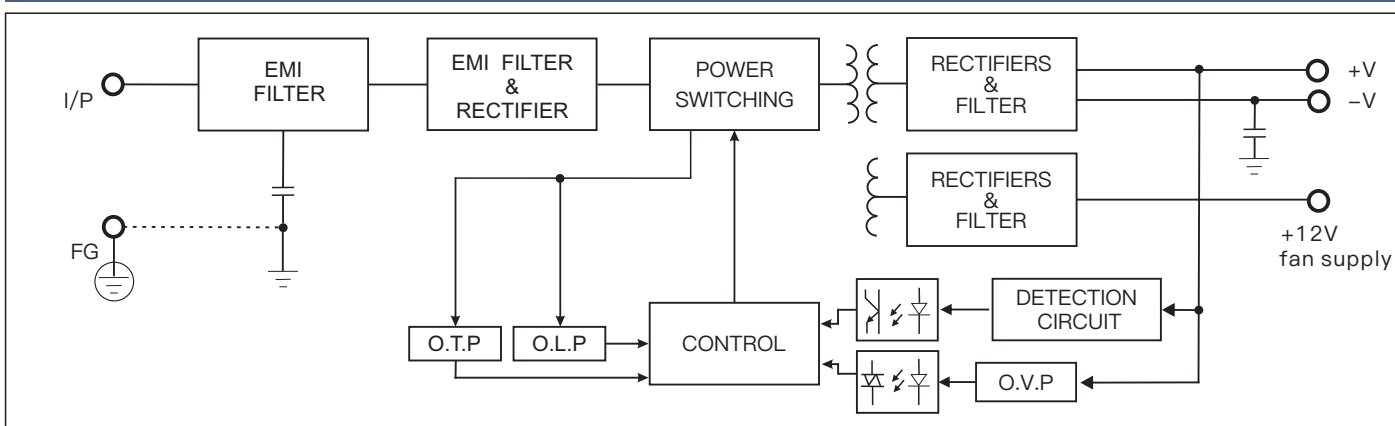 I/P
EMI
FILTER
EMI FILTER
&
RECTIFIER
POWER
SWITCHING
RECTIFIERS
&
FILTER
+V
−V
RECTIFIERS
&
FILTER
+12V
fan supply
FG
O.T.P
O.L.P
CONTROL
DETECTION
CIRCUIT
O.V.P